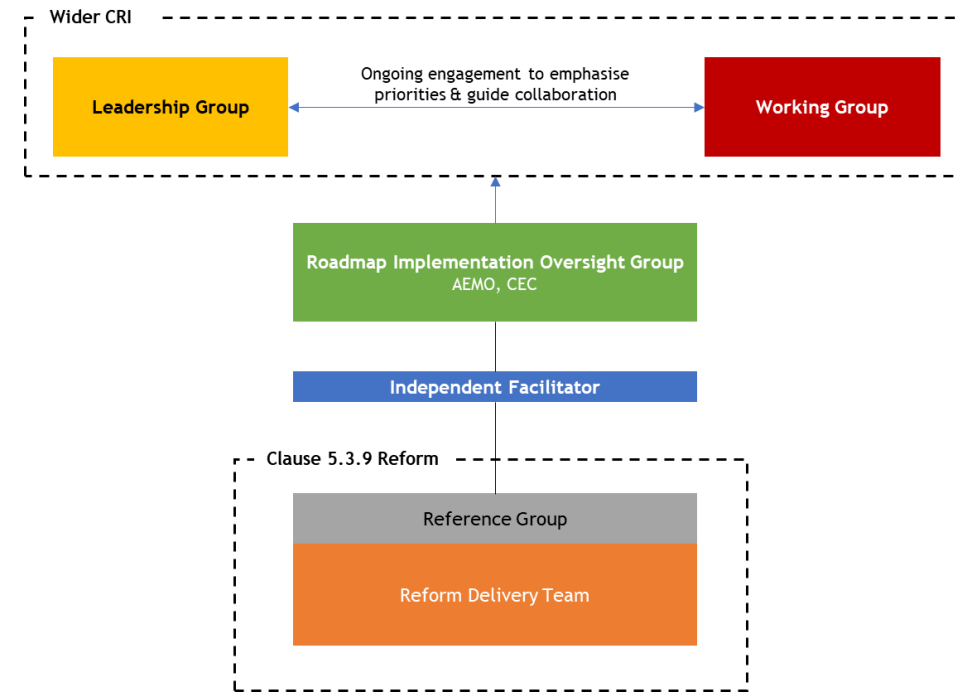 Wider CRI
Leadership Group
Ongoing engagement to emphasise
priorities & guide collaboration
Working Group
Roadmap Implementation Oversight Group
AEMO, CEC
Independent Facilitator
Clause 5.3.9 Reform
Reference Group
Reform Delivery Team